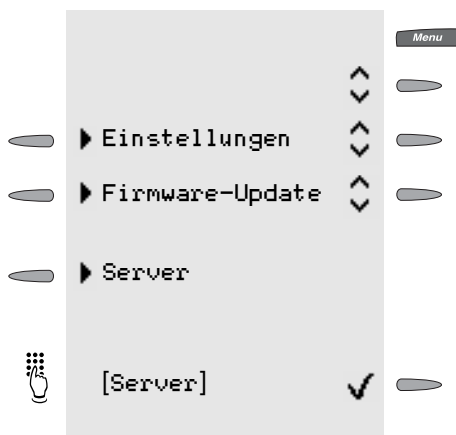 Menu
Einstellungen
Firmware-Update
Server
[Server]